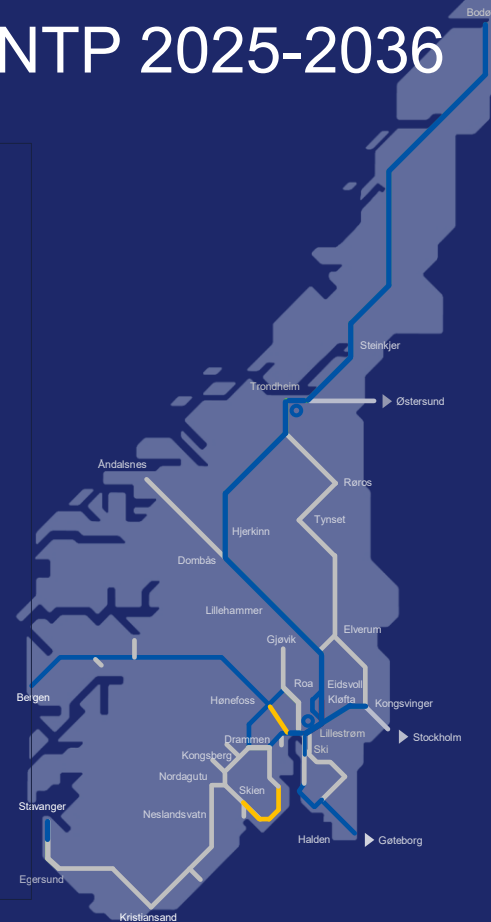 Bodø
NTP 2025-2036
Steinkjer
Trondheim
Østersund
Åndalsnes
Røros
Tynset
Hjerkinn
Dombås
Lillehammer
Elverum
Gjøvik
Roa
Eidsvoll
Kløfta
Hønefoss
Bergen
Kongsvinger
Lillestrøm
Stockholm
Drammen
Ski
Kongsberg
Nordagutu
Skien
Stavanger
Neslandsvatn
Halden
Gøteborg
Egersund
Kristiansand